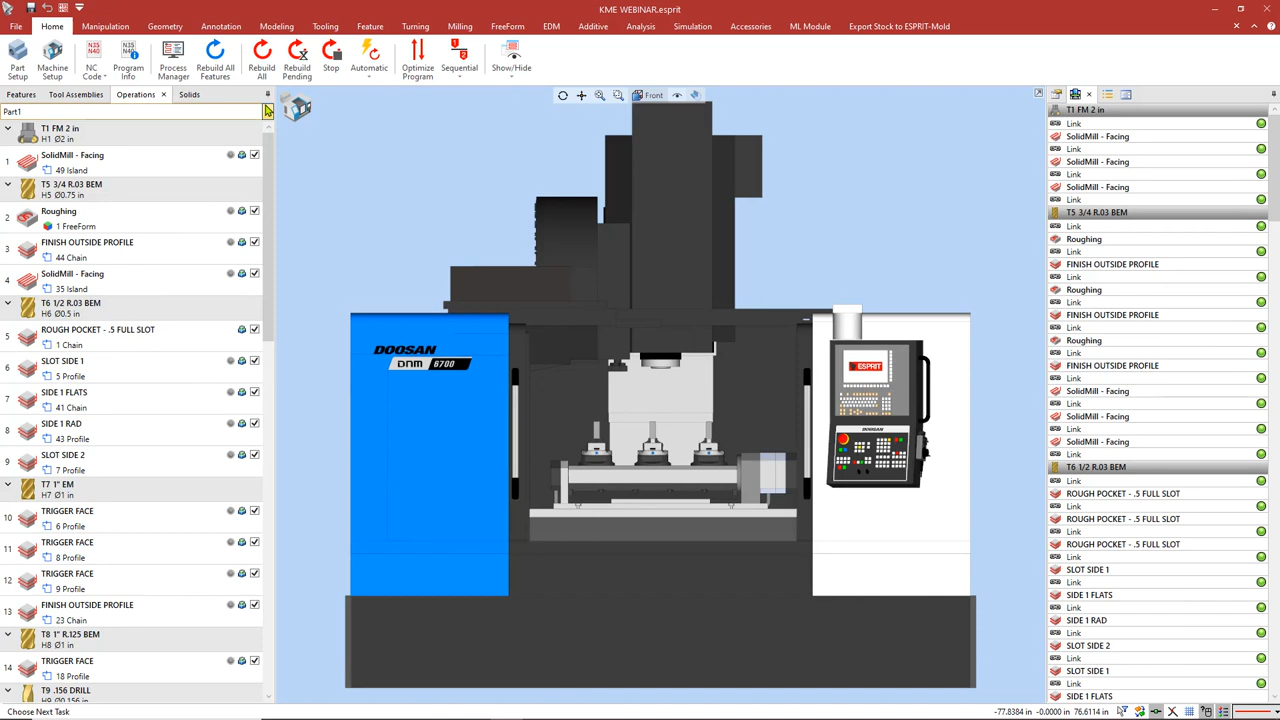 KME WEBINAR.esprit
File Home Manipulation Geometry Annotation Modeling Tooling Feature Turning Milling FreeForm EDM Additive Analysis Simulation Accessories ML Module Export Stock to ESPRIT-Mold
Part Setup
Machine Setup
NC Code
Program Info
Process Manager
Rebuild All Features
Rebuild All
Rebuild Pending
Stop
Automatic
Optimize Program
Sequential
Show/Hide
Features Tool Assemblies Operations Solids
Part1
T1 FM 2 in
H1 Ø2 in
1 SolidMill - Facing
49 Island
T5 3/4 R.03 BEM
H5 Ø0.75 in
2 Roughing
1 FreeForm
3 FINISH OUTSIDE PROFILE
44 Chain
4 SolidMill - Facing
35 Island
T6 1/2 R.03 BEM
H6 Ø0.5 in
5 ROUGH POCKET - .5 FULL SLOT
1 Chain
6 SLOT SIDE 1
5 Profile
7 SIDE 1 FLATS
41 Chain
8 SIDE 1 RAD
43 Profile
9 SLOT SIDE 2
7 Profile
T7 1" EM
H7 Ø1 in
10 TRIGGER FACE
6 Profile
11 TRIGGER FACE
8 Profile
12 TRIGGER FACE
9 Profile
13 FINISH OUTSIDE PROFILE
23 Chain
T8 1" R.125 BEM
H8 Ø1 in
14 TRIGGER FACE
18 Profile
T9 .156 DRILL
H9 Ø0.156 in
Choose Next Task
Front
DOOSAN
DNM 6700
ESPRIT
DOOSAN
T1 FM 2 in
Link
SolidMill - Facing
Link
SolidMill - Facing
Link
SolidMill - Facing
Link
T5 3/4 R.03 BEM
Link
Roughing
Link
FINISH OUTSIDE PROFILE
Link
Roughing
Link
FINISH OUTSIDE PROFILE
Link
Roughing
Link
FINISH OUTSIDE PROFILE
Link
SolidMill - Facing
Link
SolidMill - Facing
Link
SolidMill - Facing
Link
T6 1/2 R.03 BEM
Link
ROUGH POCKET - .5 FULL SLOT
Link
ROUGH POCKET - .5 FULL SLOT
Link
ROUGH POCKET - .5 FULL SLOT
Link
SLOT SIDE 1
Link
SIDE 1 FLATS
Link
SIDE 1 RAD
Link
SLOT SIDE 2
Link
SLOT SIDE 1
Link
SIDE 1 FLATS
-77.8384 in -0.0000 in 76.6114 in